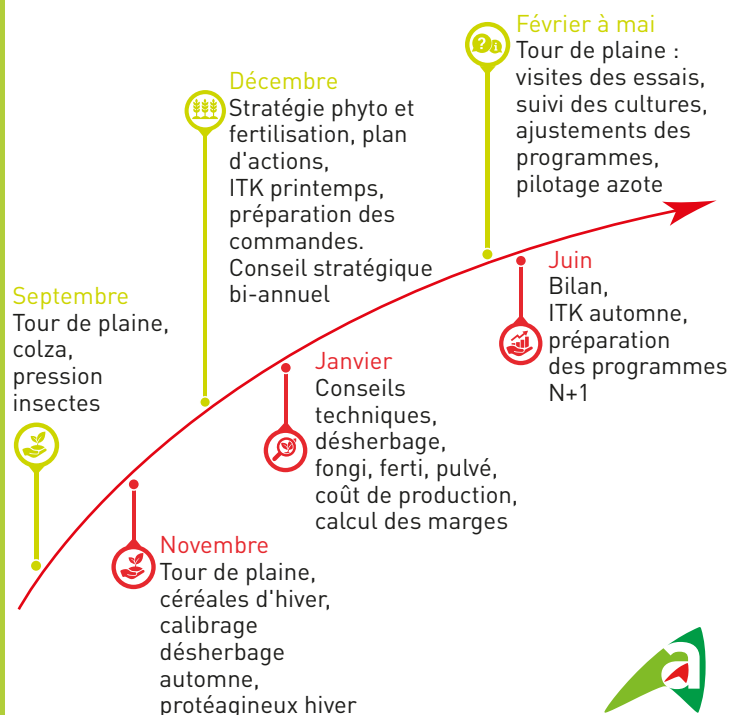 Septembre
Tour de plaine,
colza,
pression
insectes
Novembre
Tour de plaine,
céréales d'hiver,
calibrage
désherbage
automne,
protéagineux hiver
Décembre
Stratégie phyto et
fertilisation, plan
d'actions,
ITK printemps,
préparation des
commandes.
Conseil stratégique
bi-annuel
Janvier
Conseils
techniques,
désherbage,
fongi, ferti, pulvé,
coût de production,
calcul des marges
Février à mai
Tour de plaine :
visites des essais,
suivi des cultures,
ajustements des
programmes,
pilotage azote
Juin
Bilan,
ITK automne,
préparation
des programmes
N+1
a